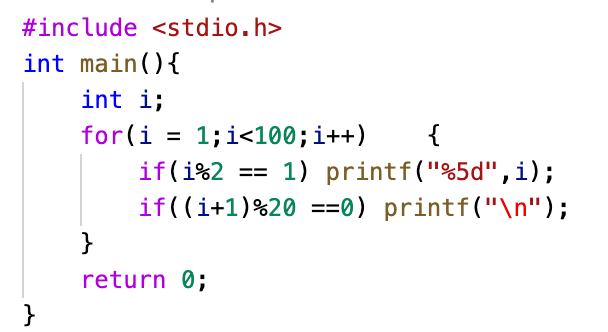 #include <stdio.h>
int main(){
    int i;
    for(i = 1;i<100;i++)    {
        if(i%2 == 1) printf("%5d",i);
        if((i+1)%20 ==0) printf("\n");
    }
    return 0;
}